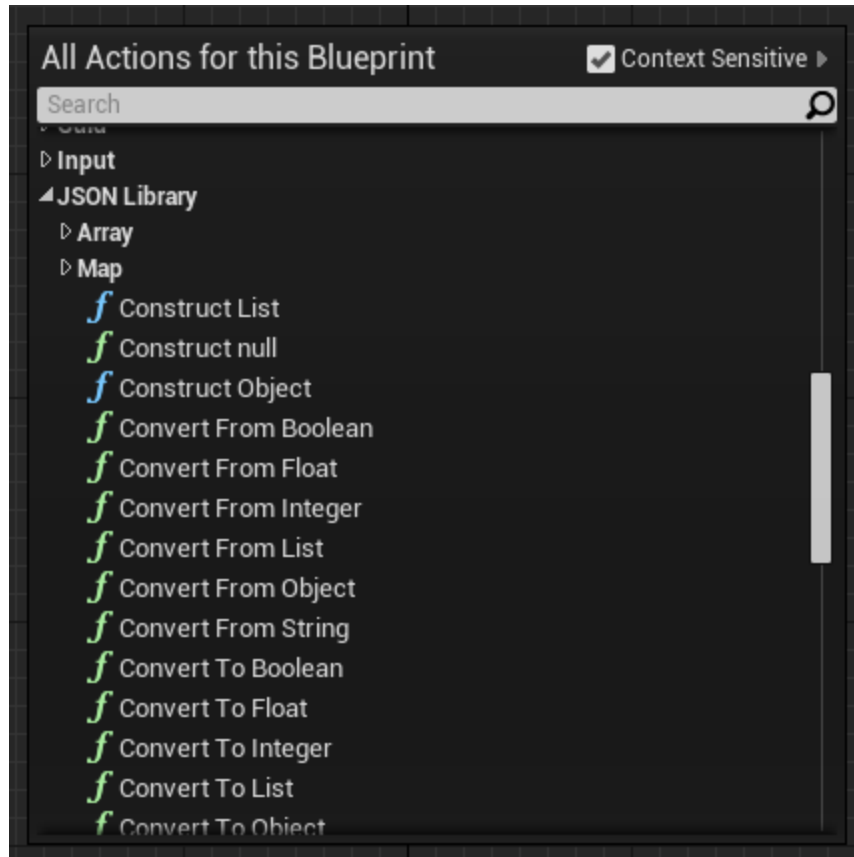 All Actions for this Blueprint Context Sensitive
Search
Input
JSON Library
Array
Map
Construct List
Construct null
Construct Object
Convert From Boolean
Convert From Float
Convert From Integer
Convert From List
Convert From Object
Convert From String
Convert To Boolean
Convert To Float
Convert To Integer
Convert To List
Convert To Object